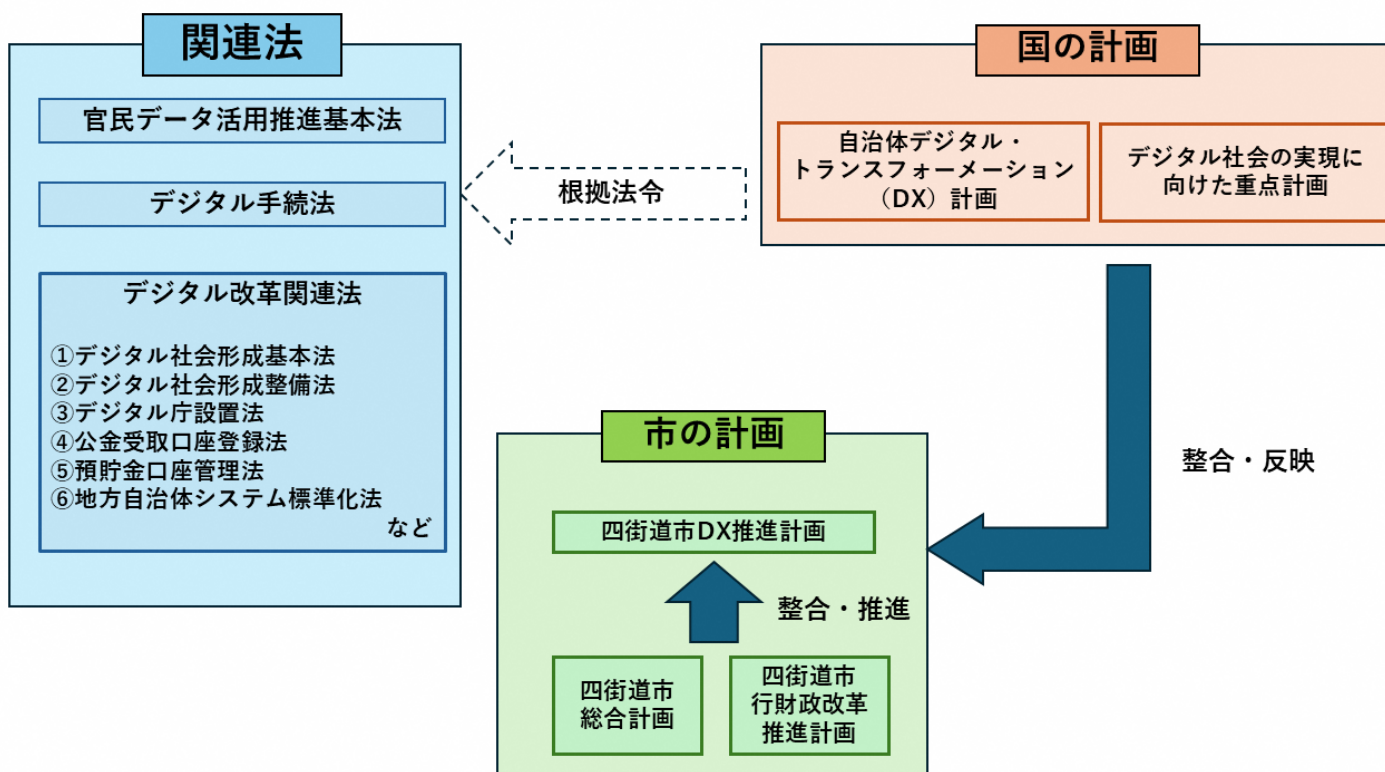 関連法
官民データ活用推進基本法
デジタル手続法
デジタル改革関連法
①デジタル社会形成基本法
②デジタル社会形成整備法
③デジタル庁設置法
④公金受取口座登録法
⑤預貯金口座管理法
⑥地方自治体システム標準化法
など
根拠法令
国の計画
自治体デジタル・
トランスフォーメーション
（DX）計画
デジタル社会の実現に
向けた重点計画
整合・反映
市の計画
四街道市DX推進計画
整合・推進
四街道市
総合計画
四街道市
行財政改革
推進計画